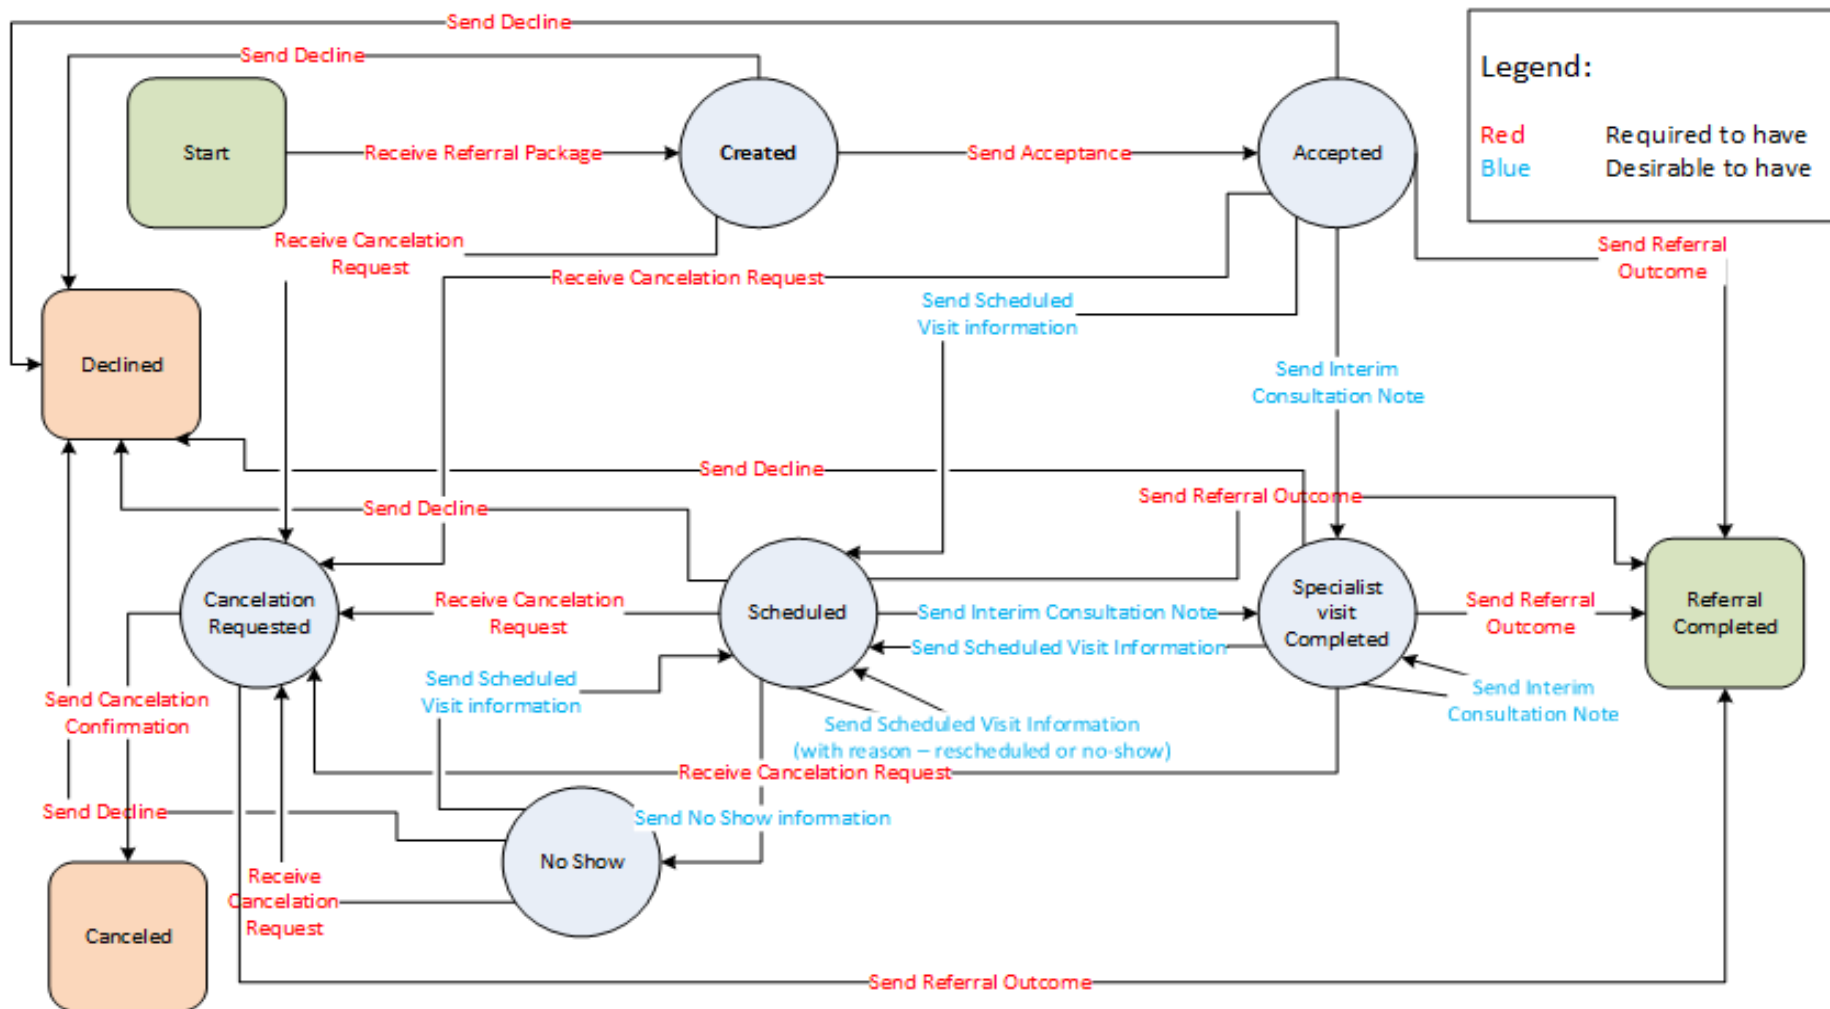 Send Decline
Send Decline
Legend:
Red Required to have
Blue Desirable to have
Start
Receive Referral Package
Created
Send Acceptance
Accepted
Receive Cancelation
Request
Receive Cancelation Request
Send Scheduled
Visit information
Send Referral
Outcome
Declined
Send Interim
Consultation Note
Send Decline
Send Referral Outcome
Send Decline
Cancelation
Requested
Receive Cancelation
Request
Scheduled
Send Interim Consultation Note
Send Scheduled Visit Information
Specialist
visit
Completed
Send Referral
Outcome
Referral
Completed
Send Cancelation
Confirmation
Send Scheduled
Visit information
Send Scheduled Visit Information
(with reason – rescheduled or no-show)
Send Interim
Consultation Note
Receive Cancelation Request
Send Decline
Send No Show information
No Show
Receive
Cancelation
Request
Canceled
Send Referral Outcome